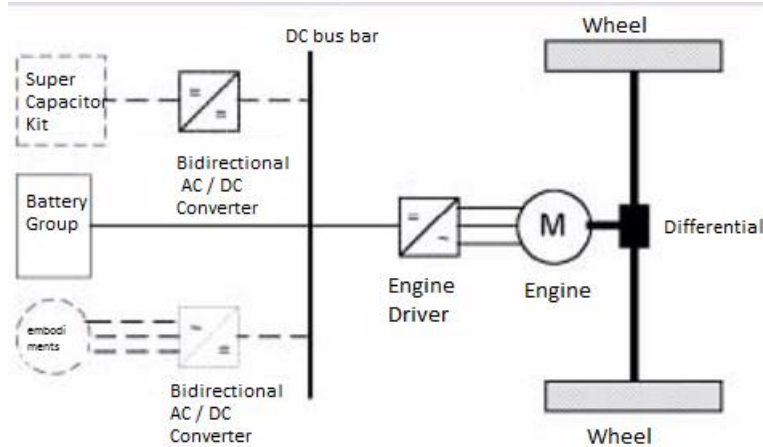 DC bus bar
Wheel
Super
Capacitor
Kit
=
=
Bidirectional
AC / DC
Converter
Battery
Group
=
~
M
Differential
Engine
Driver
Engine
embodi
ments
~
=
Bidirectional
AC / DC
Converter
Wheel